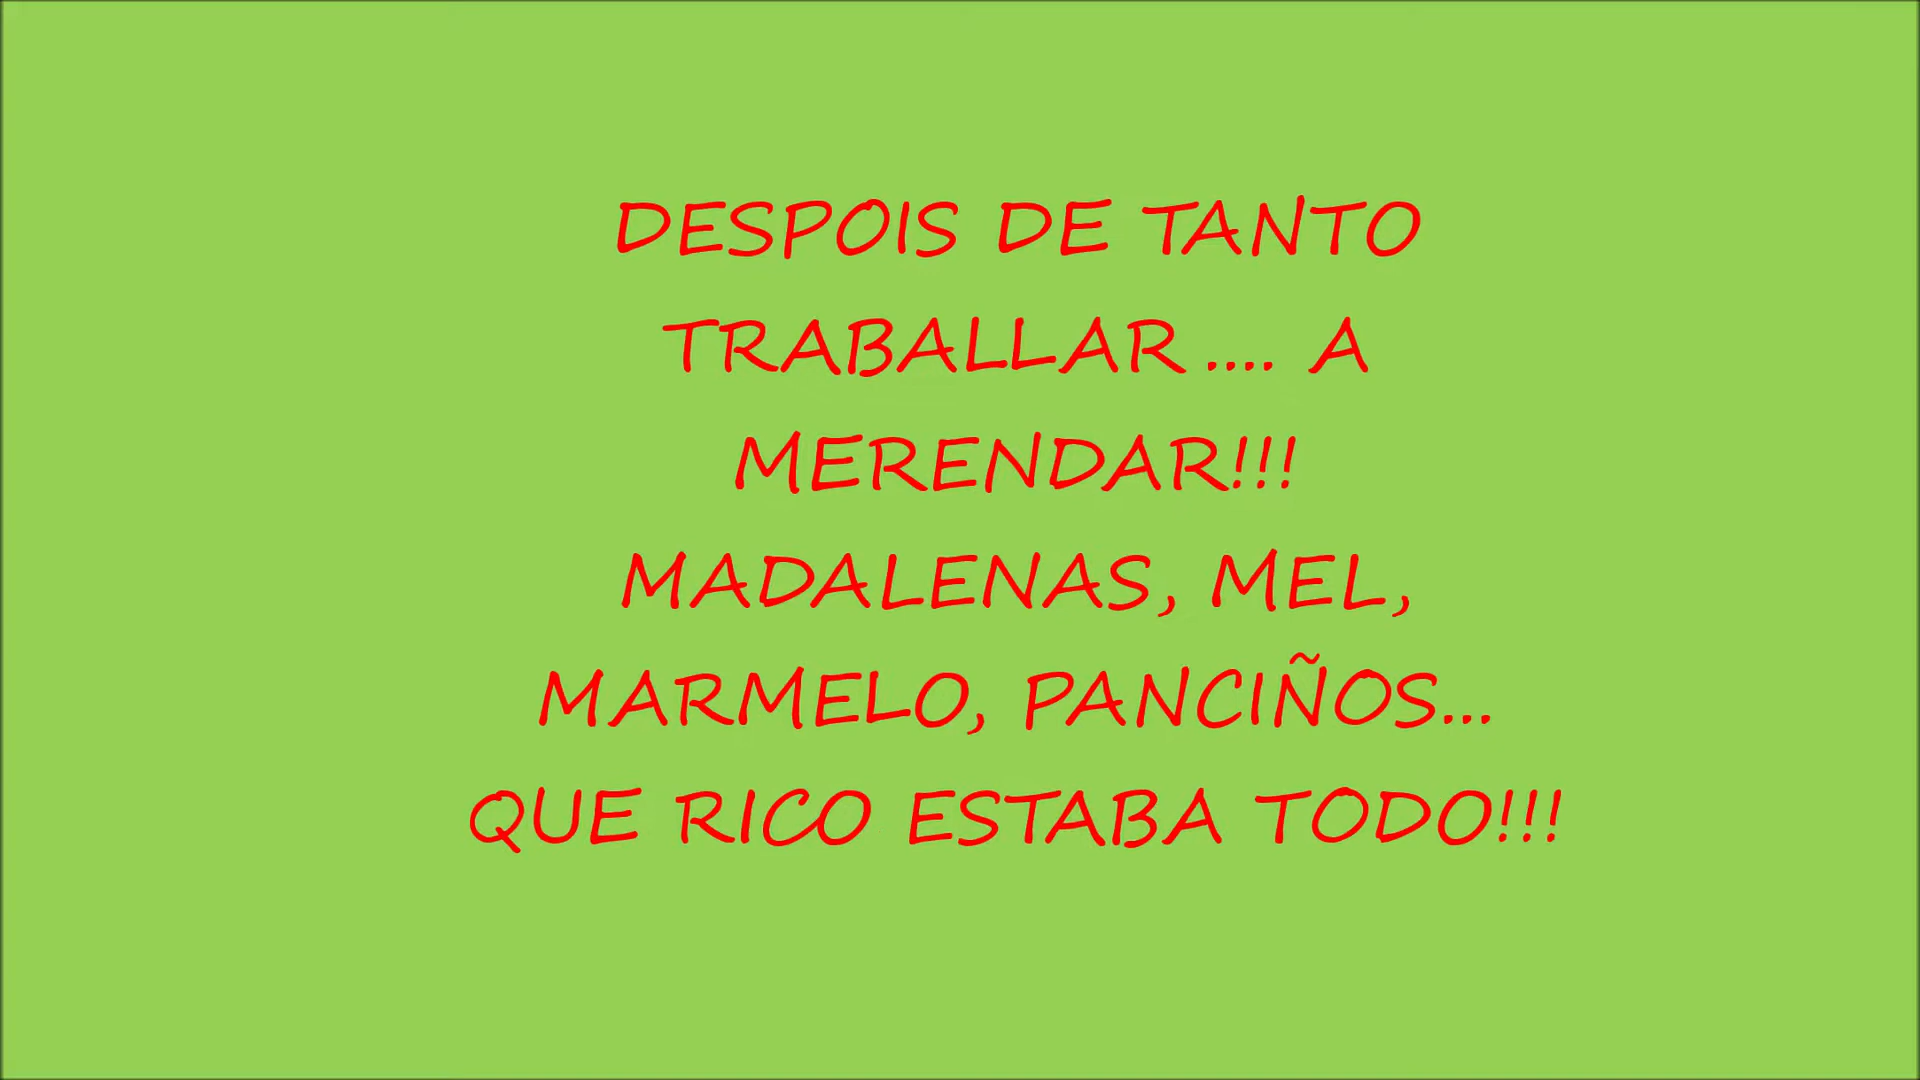 DESPOIS DE TANTO
TRABALLAR .... A
MERENDAR!!!
MADALENAS, MEL,
MARMELO, PANCIÑOS...
QUE RICO ESTABA TODO!!!